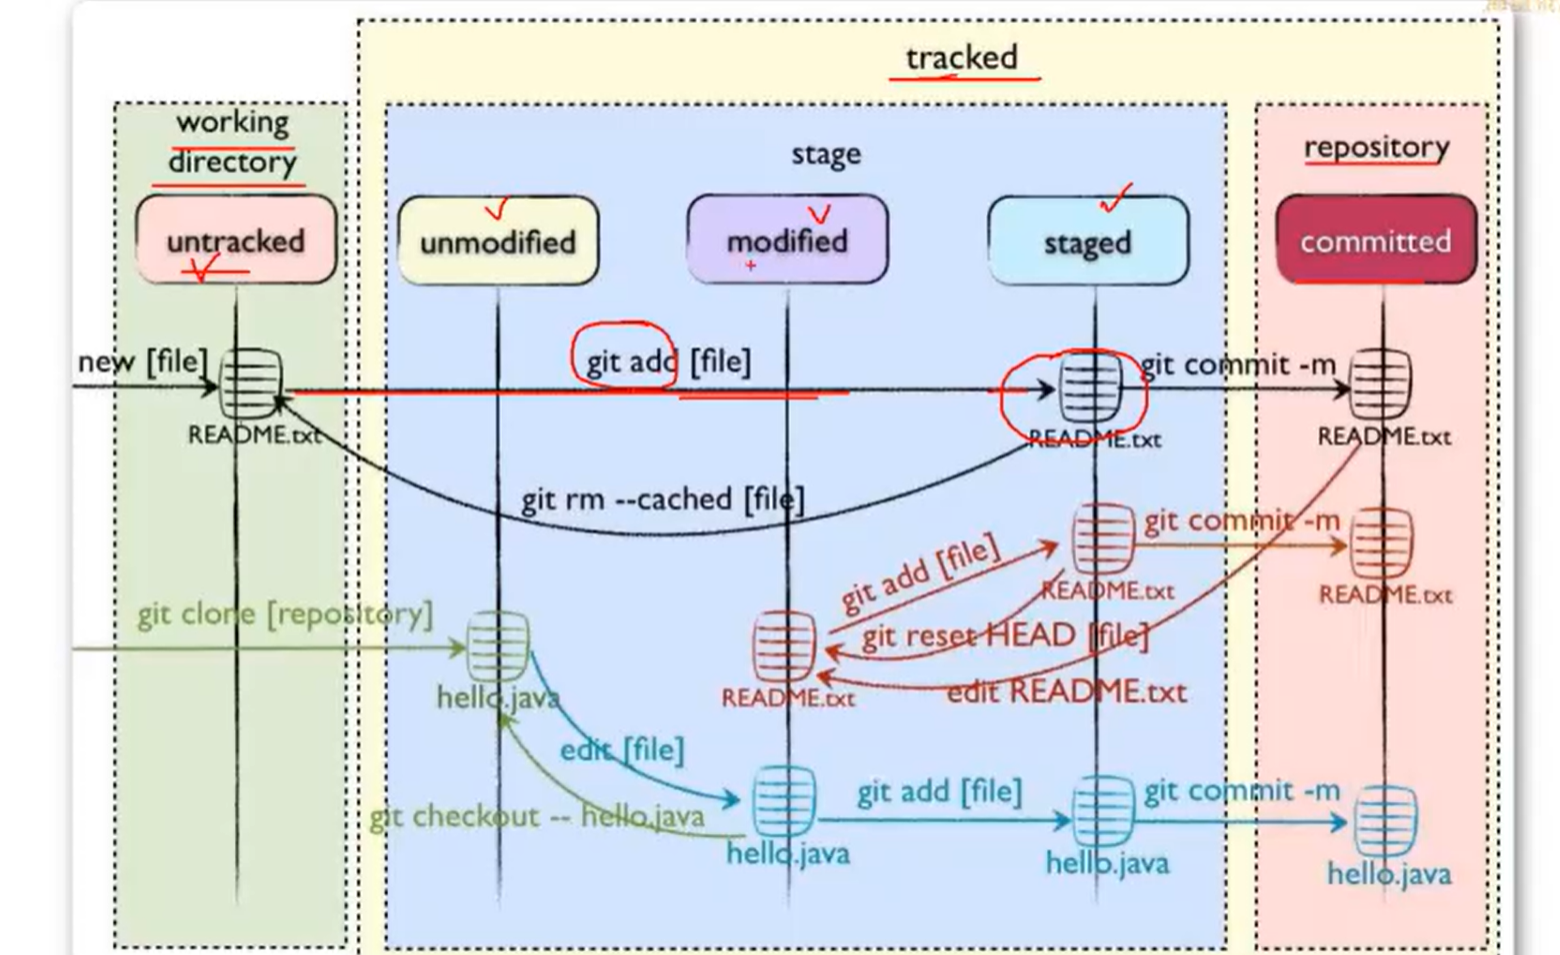 tracked
working
directory
stage
repository
untracked
unmodified
modified
staged
committed
new [file]
git add [file]
git commit -m
README.txt
README.txt
README.txt
git rm --cached [file]
git add [file]
git commit -m
README.txt
README.txt
git clone [repository]
git reset HEAD [file]
hello.java
README.txt
edit README.txt
edit [file]
git add [file]
git commit -m
git checkout -- hello.java
hello.java
hello.java
hello.java